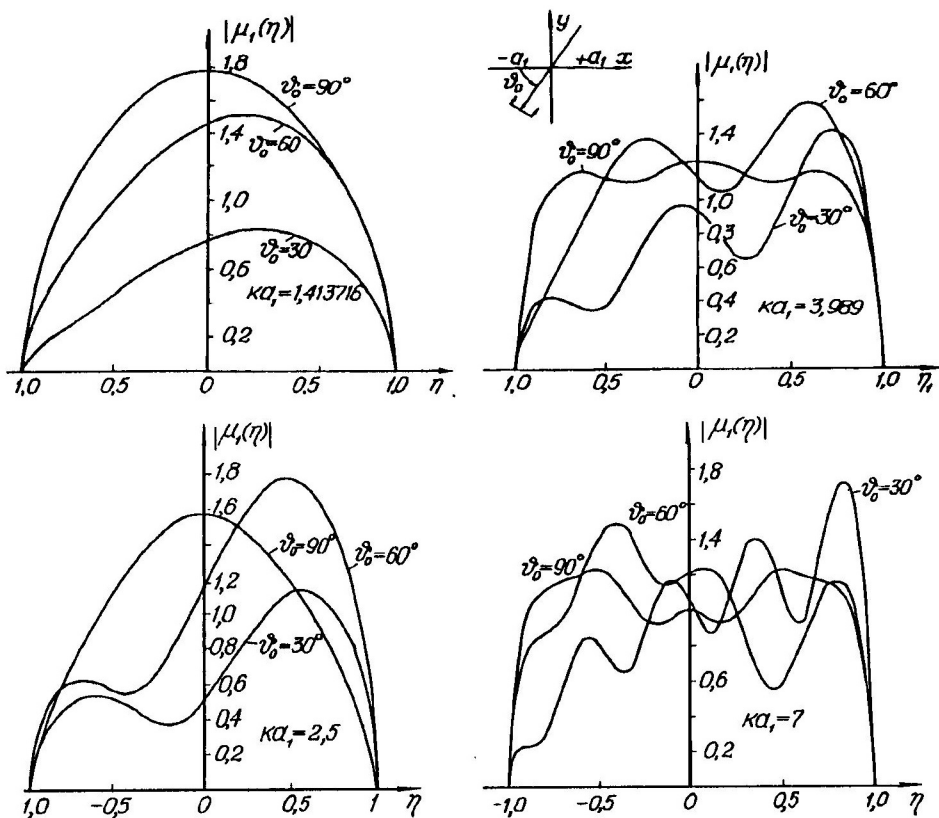 |μ₁(η)|
1,8
ϑ₀=90°
1,4
ϑ₀=60
1,0
ϑ₀=30
0,6
κa₁=1,413716
0,2
1,0 0,5 0 0,5 1,0 η
y
-a₁ +a₁ x
ϑ₀
|μ₁(η)|
ϑ₀=60°
1,4
ϑ₀=90°
1,0
0,3
ϑ₀=30°
0,6
0,4
κa₁=3,989
0,2
1,0 0,5 0 0,5 1,0 η₁
|μ₁(η)|
1,8
1,6
ϑ₀=90°
ϑ₀=60°
1,2
1,0
0,8
ϑ₀=30°
0,6
0,4
κa₁=2,5
0,2
1,0 -0,5 0 0,5 1 η
|μ₁(η)|
1,8
ϑ₀=30°
ϑ₀=60°
1,4
ϑ₀=90°
1,0
0,6
κa₁=7
0,2
-1,0 -0,5 0 0,5 1,0 η